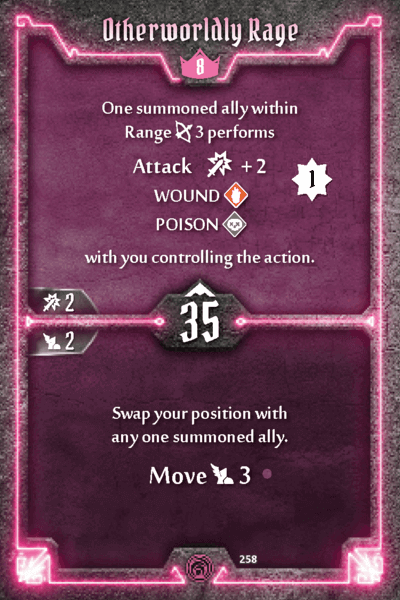 Otherworldly Rage
8
One summoned ally within
Range 3 performs
Attack +2
1
WOUND
POISON
with you controlling the action.
2
35
2
Swap your position with
any one summoned ally.
Move 3
258